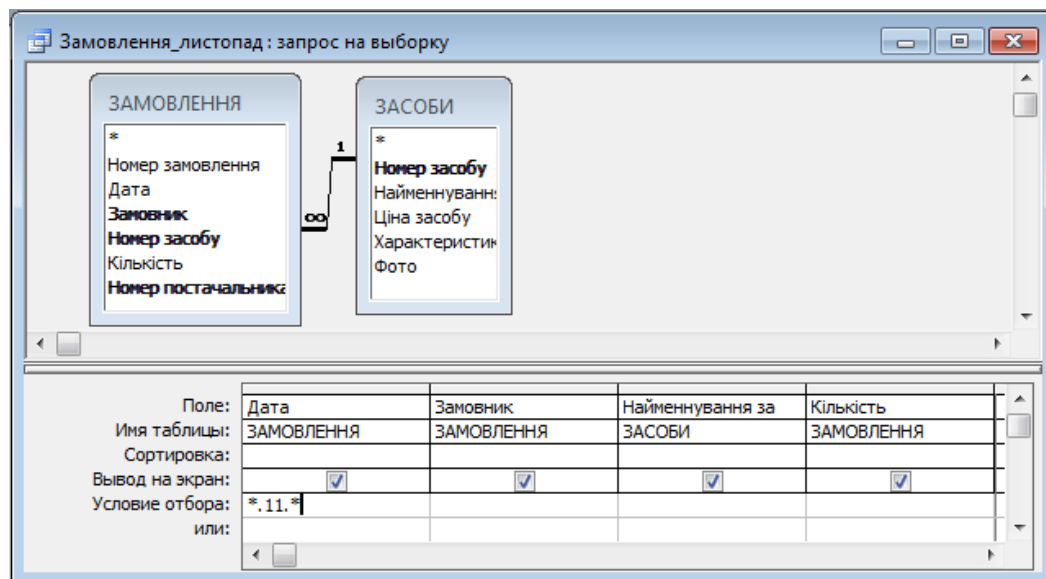 Замовлення_листопад : запрос на выборку
ЗАМОВЛЕННЯ
*
Номер замовлення
Дата
Замовник
Номер засобу
Кількість
Номер постачальника
1
∞
ЗАСОБИ
*
Номер засобу
Найменнування
Ціна засобу
Характеристик
Фото
Поле: Дата Замовник Найменнування за Кількість
Имя таблицы: ЗАМОВЛЕННЯ ЗАМОВЛЕННЯ ЗАСОБИ ЗАМОВЛЕННЯ
Сортировка:
Вывод на экран:
Условие отбора: *.11.*
или: